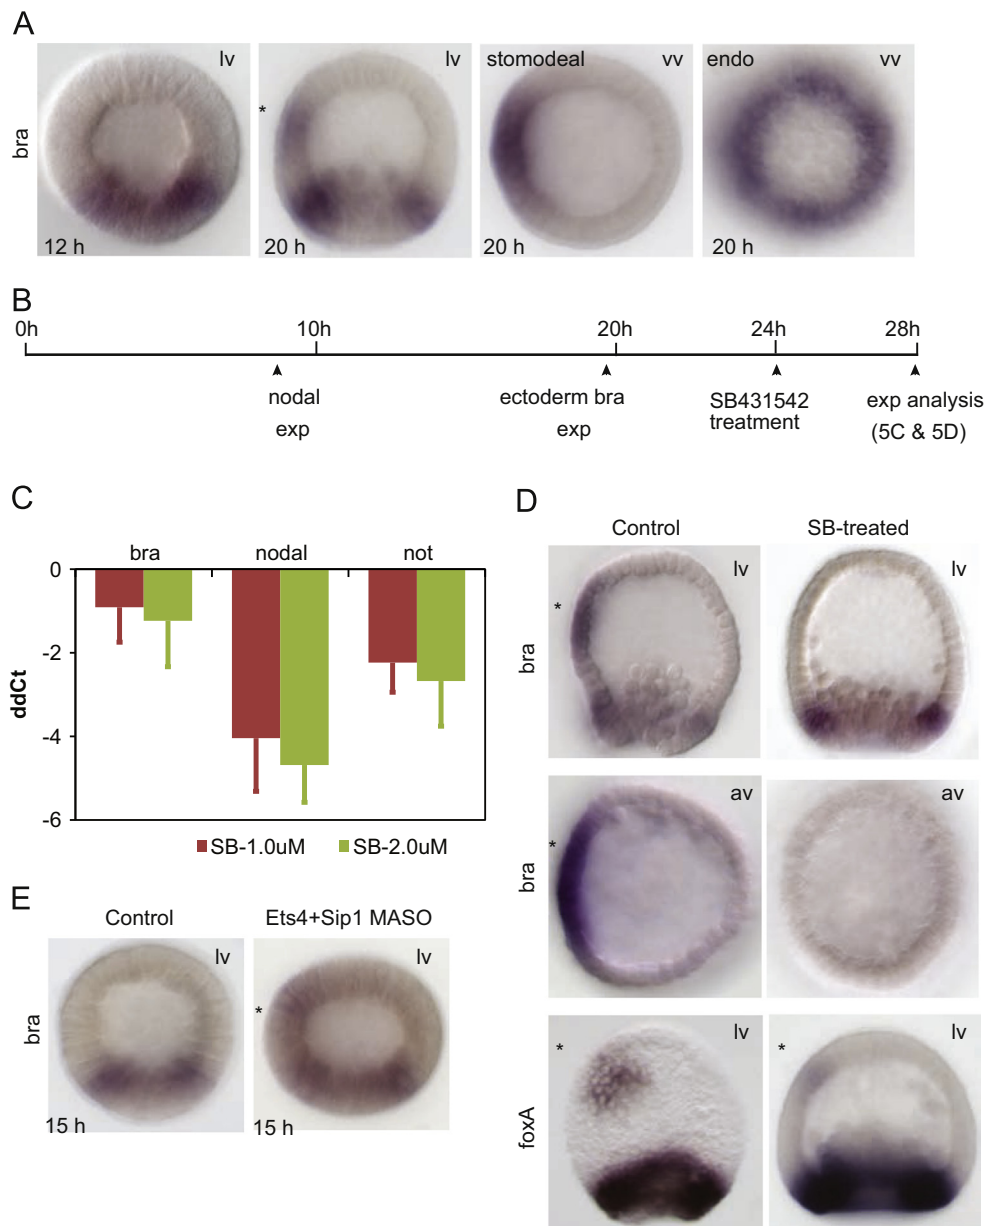 A
bra
lv
12 h
lv
*
20 h
stomodeal vv
20 h
endo vv
20 h
B
0h 10h 20h 24h 28h
nodal
exp
ectoderm bra
exp
SB431542
treatment
exp analysis
(5C & 5D)
C
bra nodal not
ddCt
0
-2
-4
-6
SB-1.0uM SB-2.0uM
D
Control SB-treated
bra
lv
*
lv
bra
av
*
av
foxA
lv
*
lv
*
E
Control Ets4+Sip1 MASO
bra
lv
15 h
lv
*
15 h